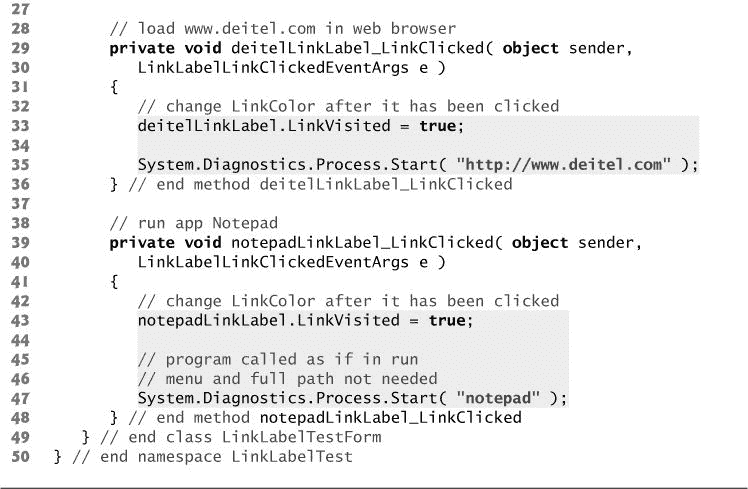 27
28 // load www.deitel.com in web browser
29 private void deitelLinkLabel_LinkClicked( object sender,
30 LinkLabelLinkClickedEventArgs e )
31 {
32 // change LinkColor after it has been clicked
33 deitelLinkLabel.LinkVisited = true;
34
35 System.Diagnostics.Process.Start( "http://www.deitel.com" );
36 } // end method deitelLinkLabel_LinkClicked
37
38 // run app Notepad
39 private void notepadLinkLabel_LinkClicked( object sender,
40 LinkLabelLinkClickedEventArgs e )
41 {
42 // change LinkColor after it has been clicked
43 notepadLinkLabel.LinkVisited = true;
44
45 // program called as if in run
46 // menu and full path not needed
47 System.Diagnostics.Process.Start( "notepad" );
48 } // end method notepadLinkLabel_LinkClicked
49 } // end class LinkLabelTestForm
50 } // end namespace LinkLabelTest